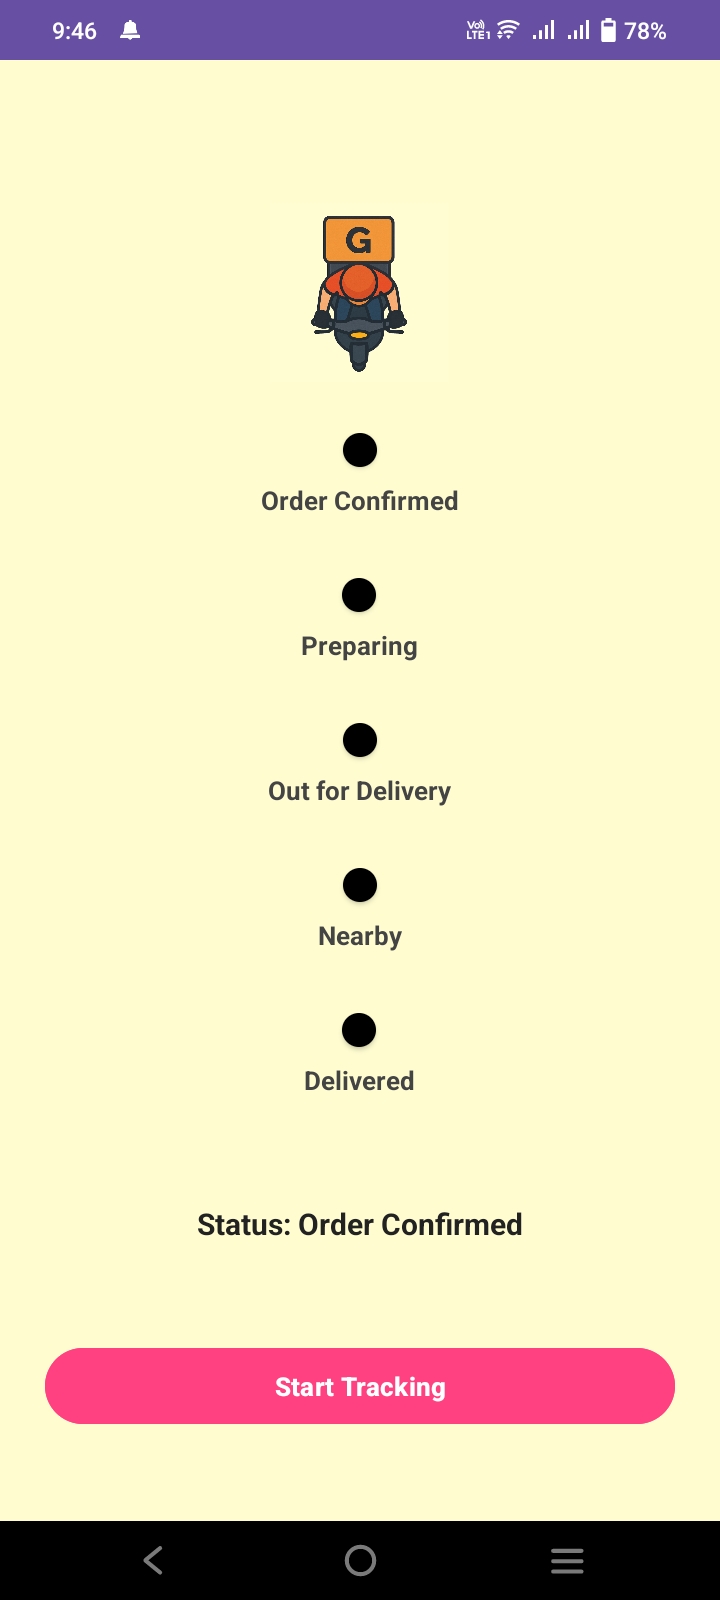 9:46
Vo) LTE1
78%
G
Order Confirmed
Preparing
Out for Delivery
Nearby
Delivered
Status: Order Confirmed
Start Tracking